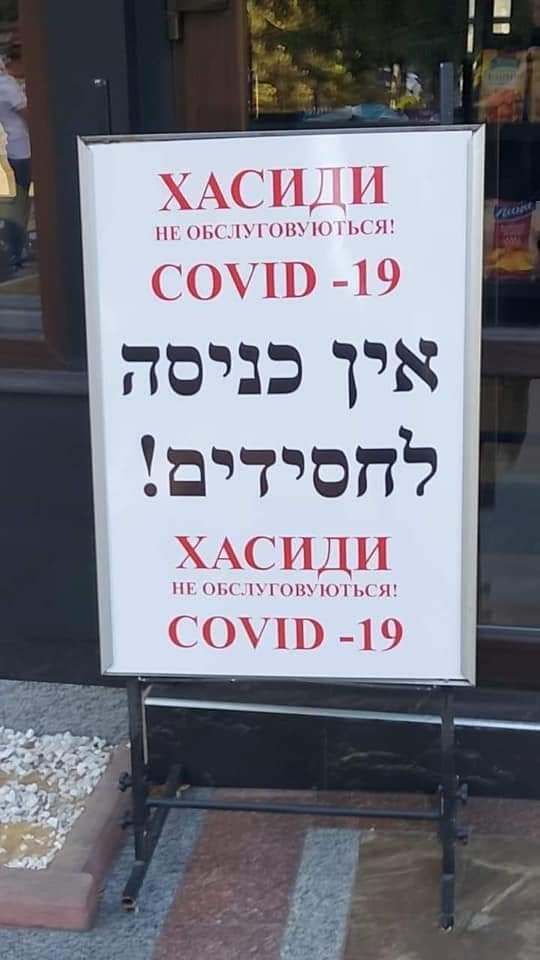 ХАСИДИ
НЕ ОБСЛУГОВУЮТЬСЯ!
COVID -19
אין כניסה
לחסידים!
ХАСИДИ
НЕ ОБСЛУГОВУЮТЬСЯ!
COVID -19